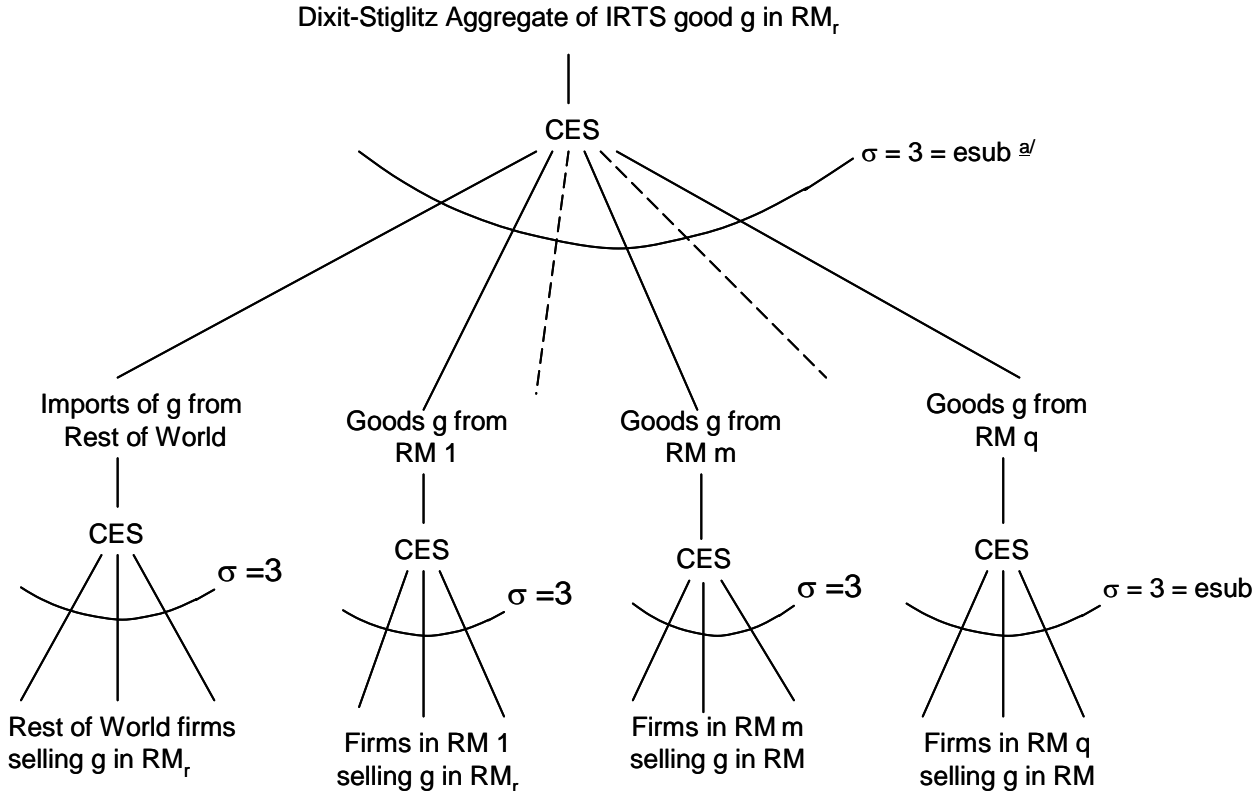 Dixit-Stiglitz Aggregate of IRTS good g in RMr
CES
σ = 3 = esub a/
Imports of g from
Rest of World
Goods g from
RM 1
Goods g from
RM m
Goods g from
RM q
CES
CES
CES
CES
σ =3
σ =3
σ =3
σ = 3 = esub
Rest of World firms
selling g in RMr
Firms in RM 1
selling g in RMr
Firms in RM m
selling g in RM
Firms in RM q
selling g in RM